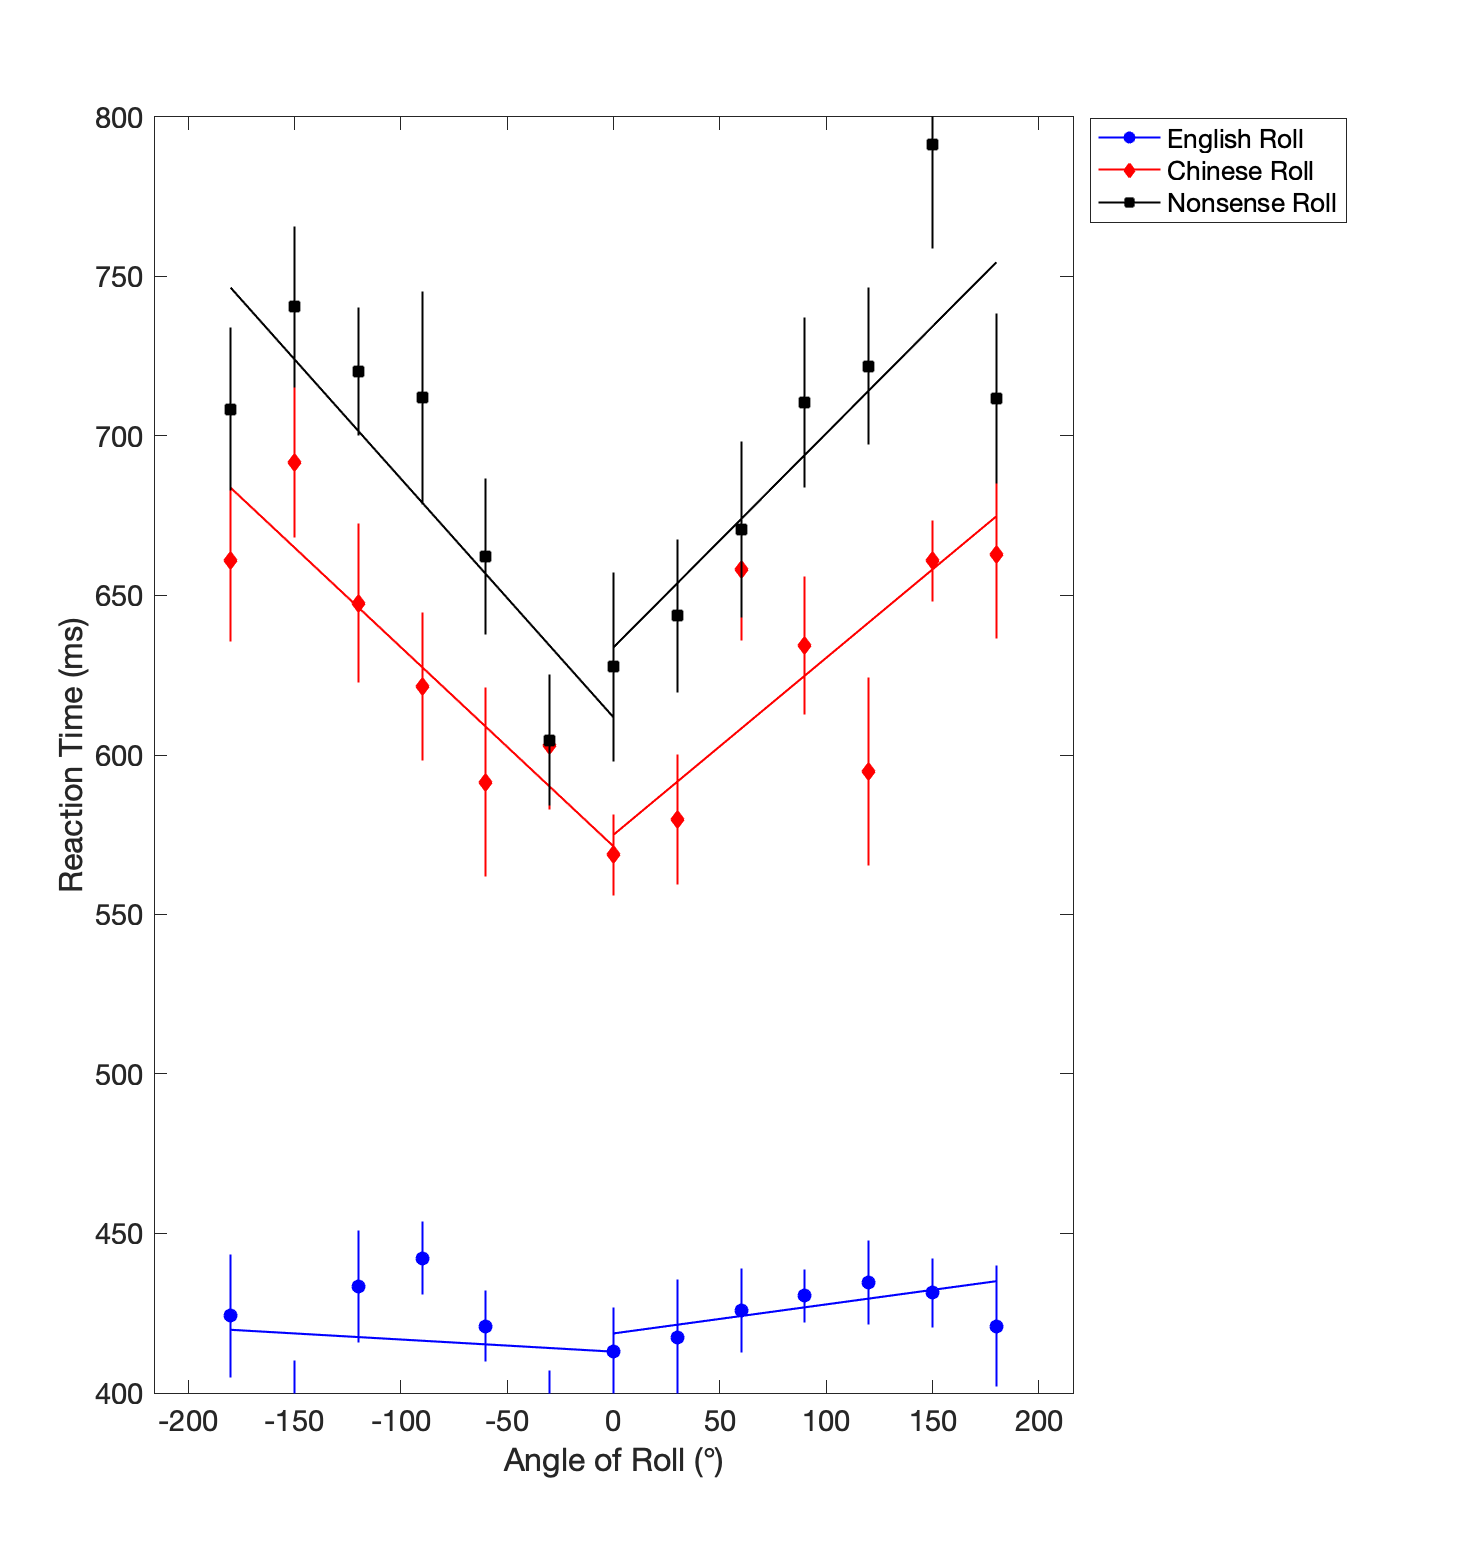 800
750
700
650
600
550
500
450
400
-200 -150 -100 -50 0 50 100 150 200
Angle of Roll (°)
Reaction Time (ms)
English Roll
Chinese Roll
Nonsense Roll